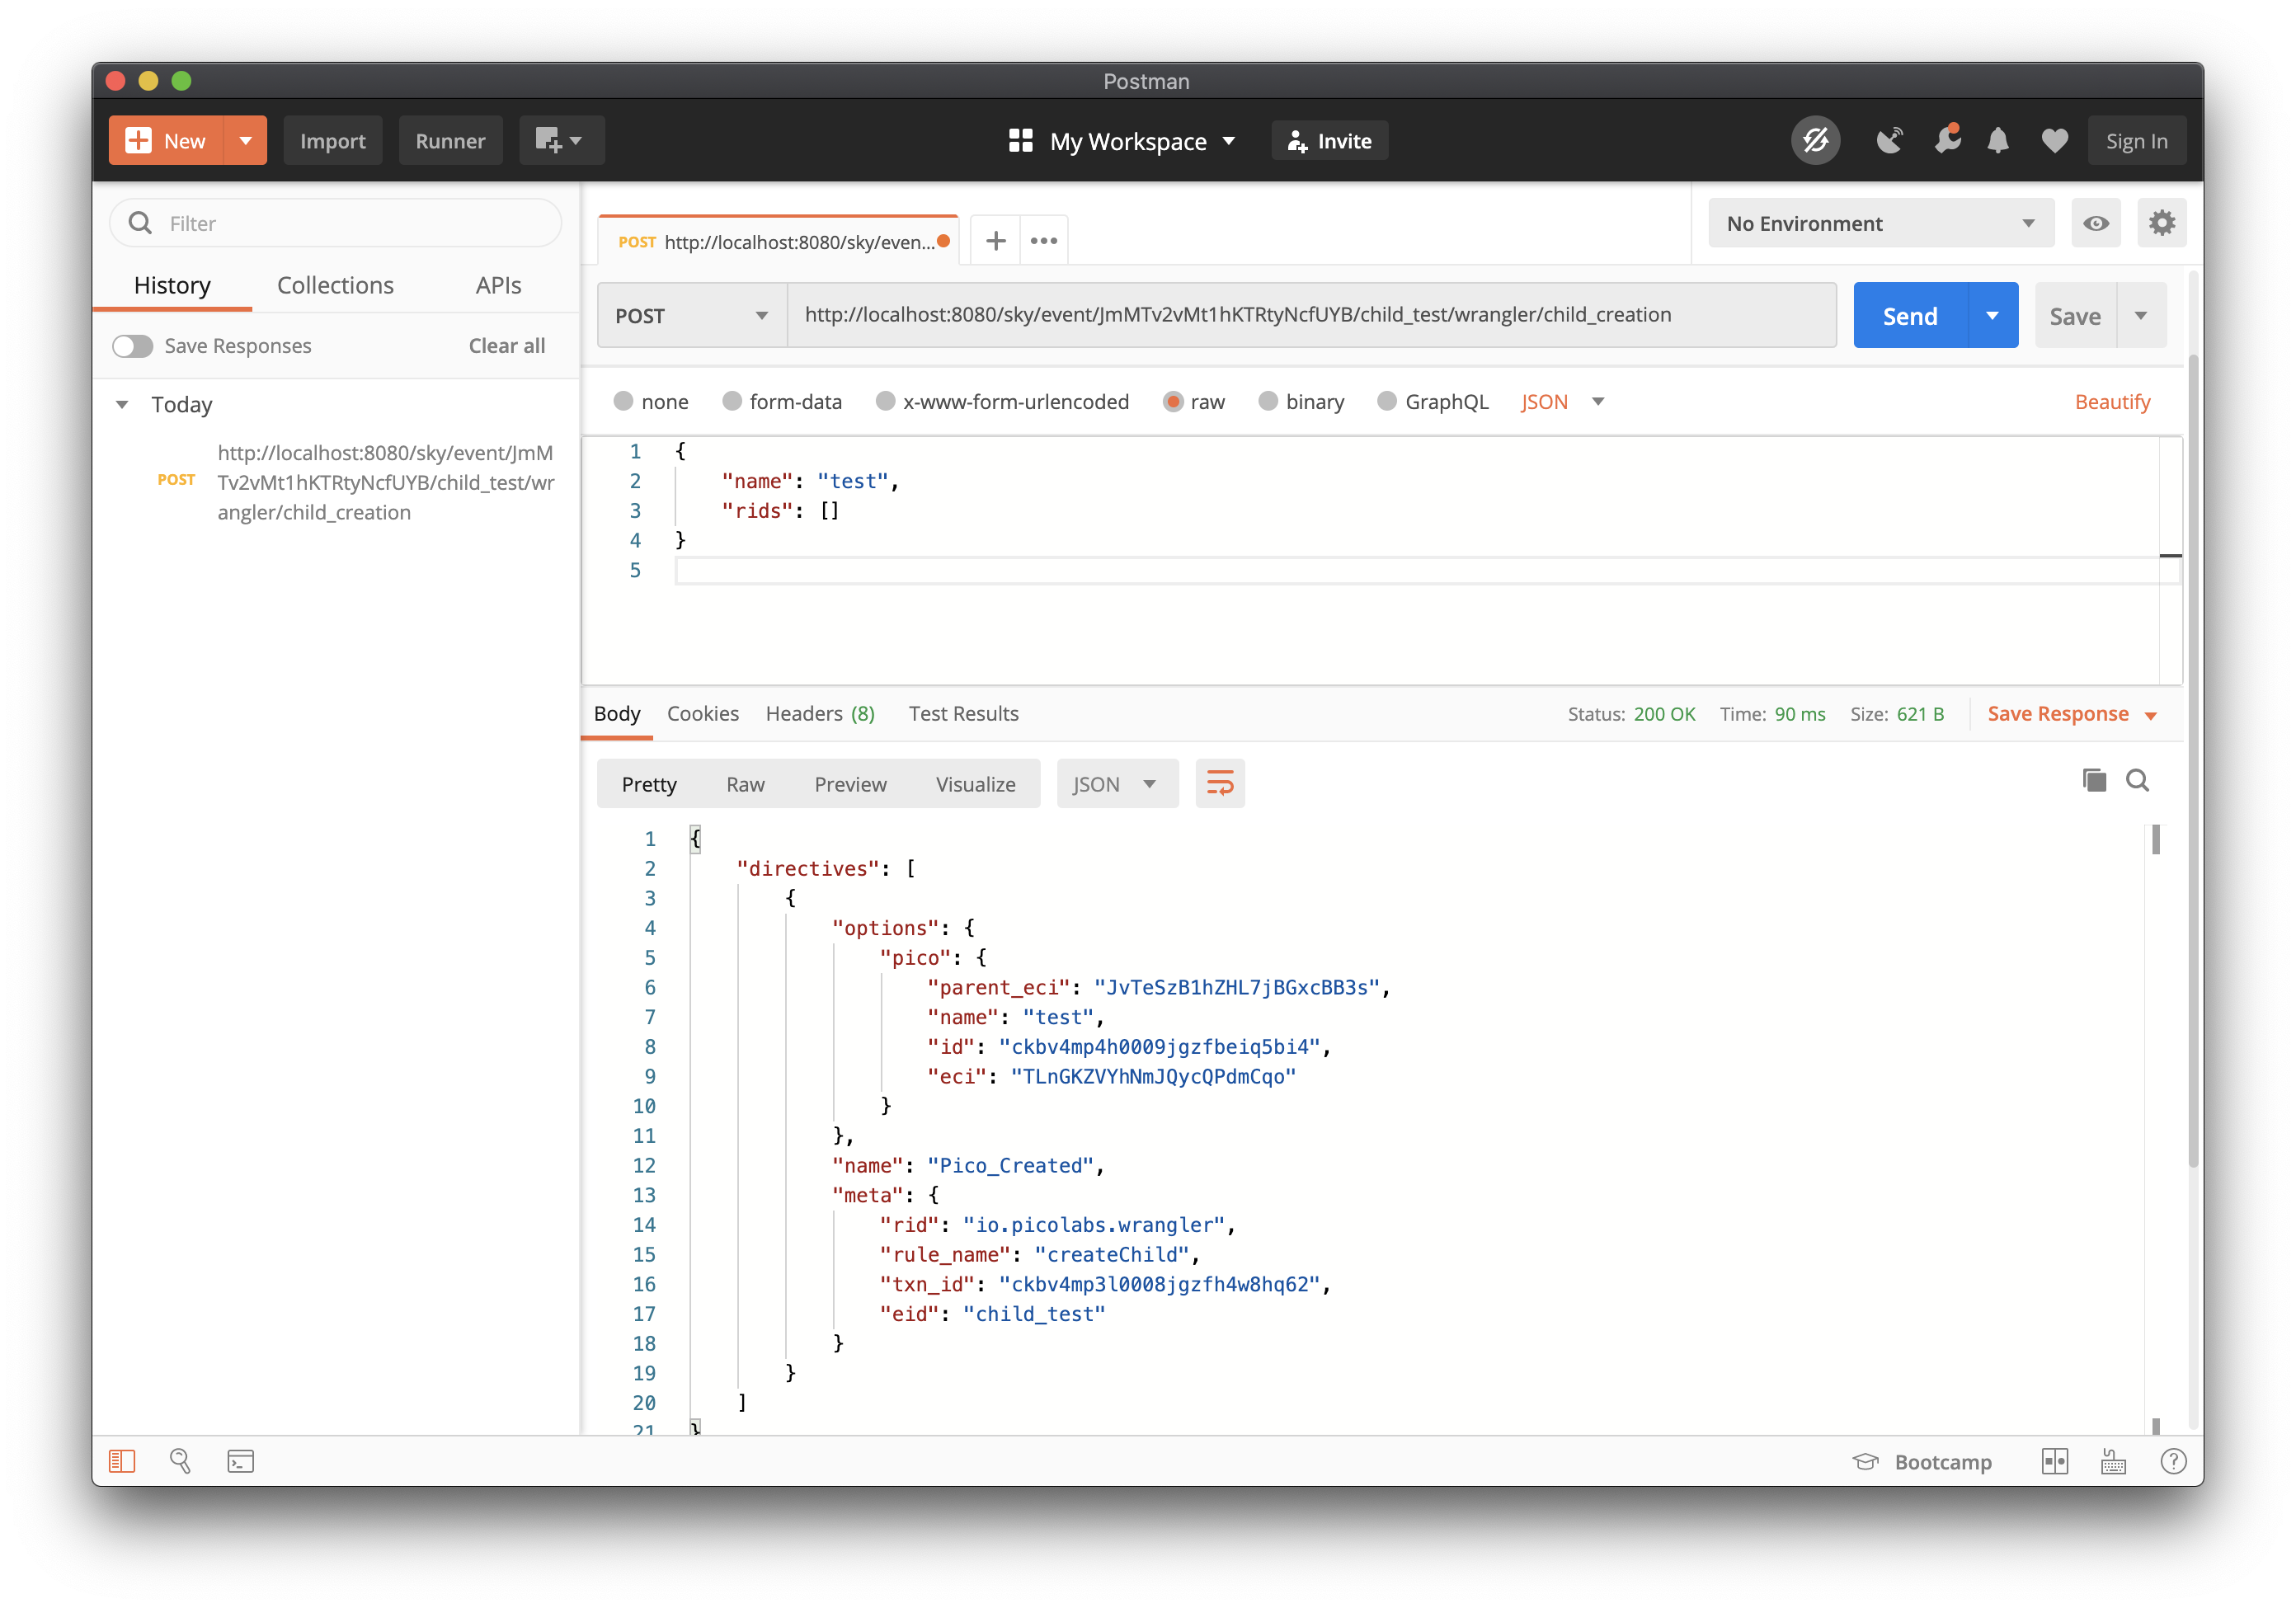 Postman
New
Import
Runner
My Workspace
Invite
Sign In
Filter
History
Collections
APIs
Save Responses
Clear all
Today
POST
http://localhost:8080/sky/event/JmM
Tv2vMt1hKTRtyNcfUYB/child_test/wr
angler/child_creation
POST http://localhost:8080/sky/even...
No Environment
POST
http://localhost:8080/sky/event/JmMTv2vMt1hKTRtyNcfUYB/child_test/wrangler/child_creation
Send
Save
none
form-data
x-www-form-urlencoded
raw
binary
GraphQL
JSON
Beautify
1 {
2 "name": "test",
3 "rids": []
4 }
5
Body
Cookies
Headers (8)
Test Results
Status: 200 OK
Time: 90 ms
Size: 621 B
Save Response
Pretty
Raw
Preview
Visualize
JSON
1 {
2 "directives": [
3 {
4 "options": {
5 "pico": {
6 "parent_eci": "JvTeSzB1hZHL7jBGxcBB3s",
7 "name": "test",
8 "id": "ckbv4mp4h0009jgzfbeiq5bi4",
9 "eci": "TLnGKZVYhNmJQycQPdmCqo"
10 }
11 },
12 "name": "Pico_Created",
13 "meta": {
14 "rid": "io.picolabs.wrangler",
15 "rule_name": "createChild",
16 "txn_id": "ckbv4mp3l0008jgzfh4w8hq62",
17 "eid": "child_test"
18 }
19 }
20 ]
21 }
Bootcamp